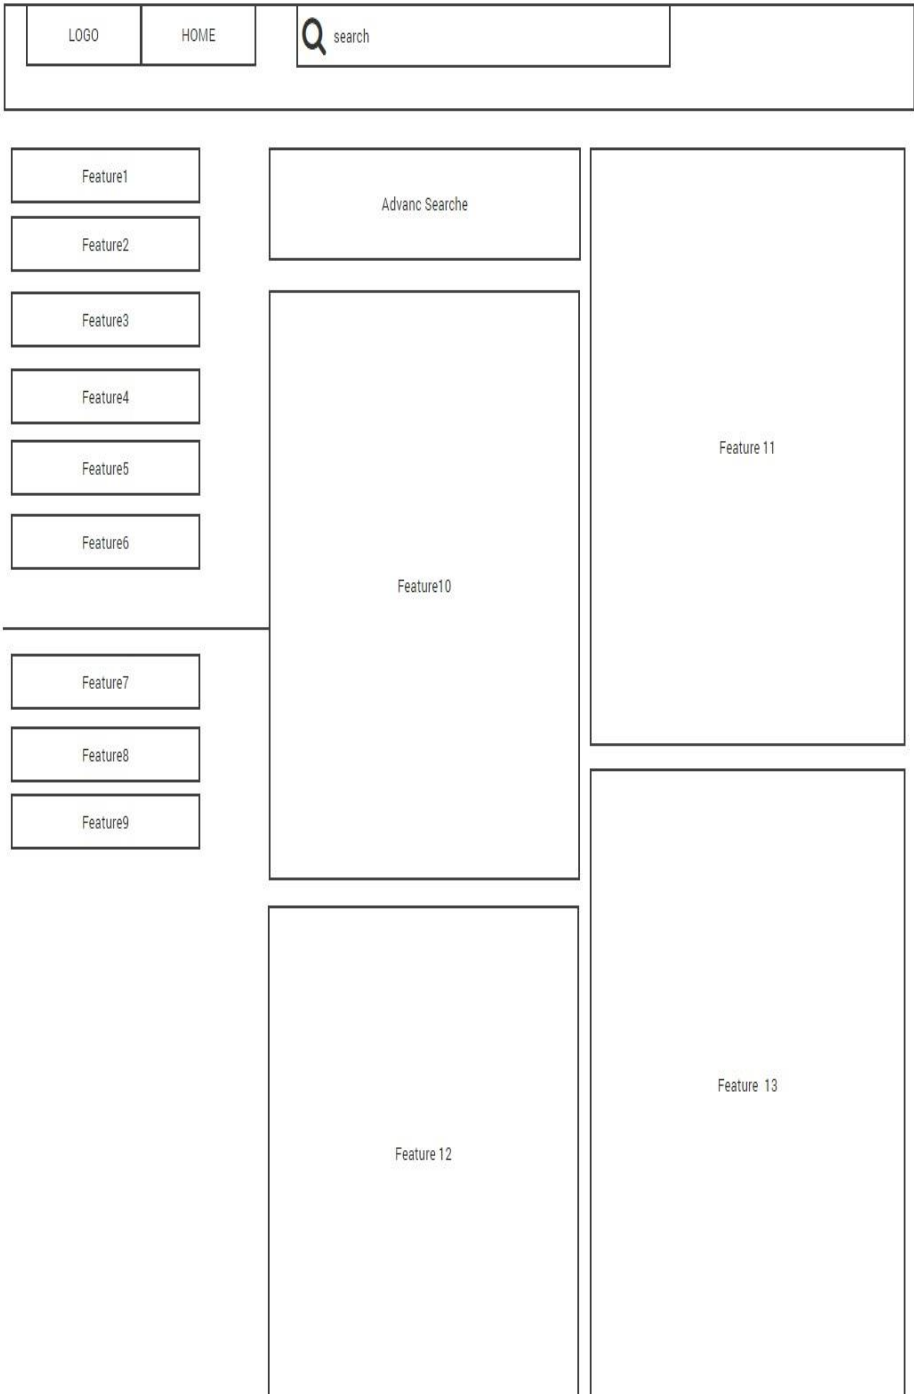 LOGO
HOME
search
Feature1
Feature2
Feature3
Feature4
Feature5
Feature6
Feature7
Feature8
Feature9
Advanc Searche
Feature10
Feature 12
Feature 11
Feature 13